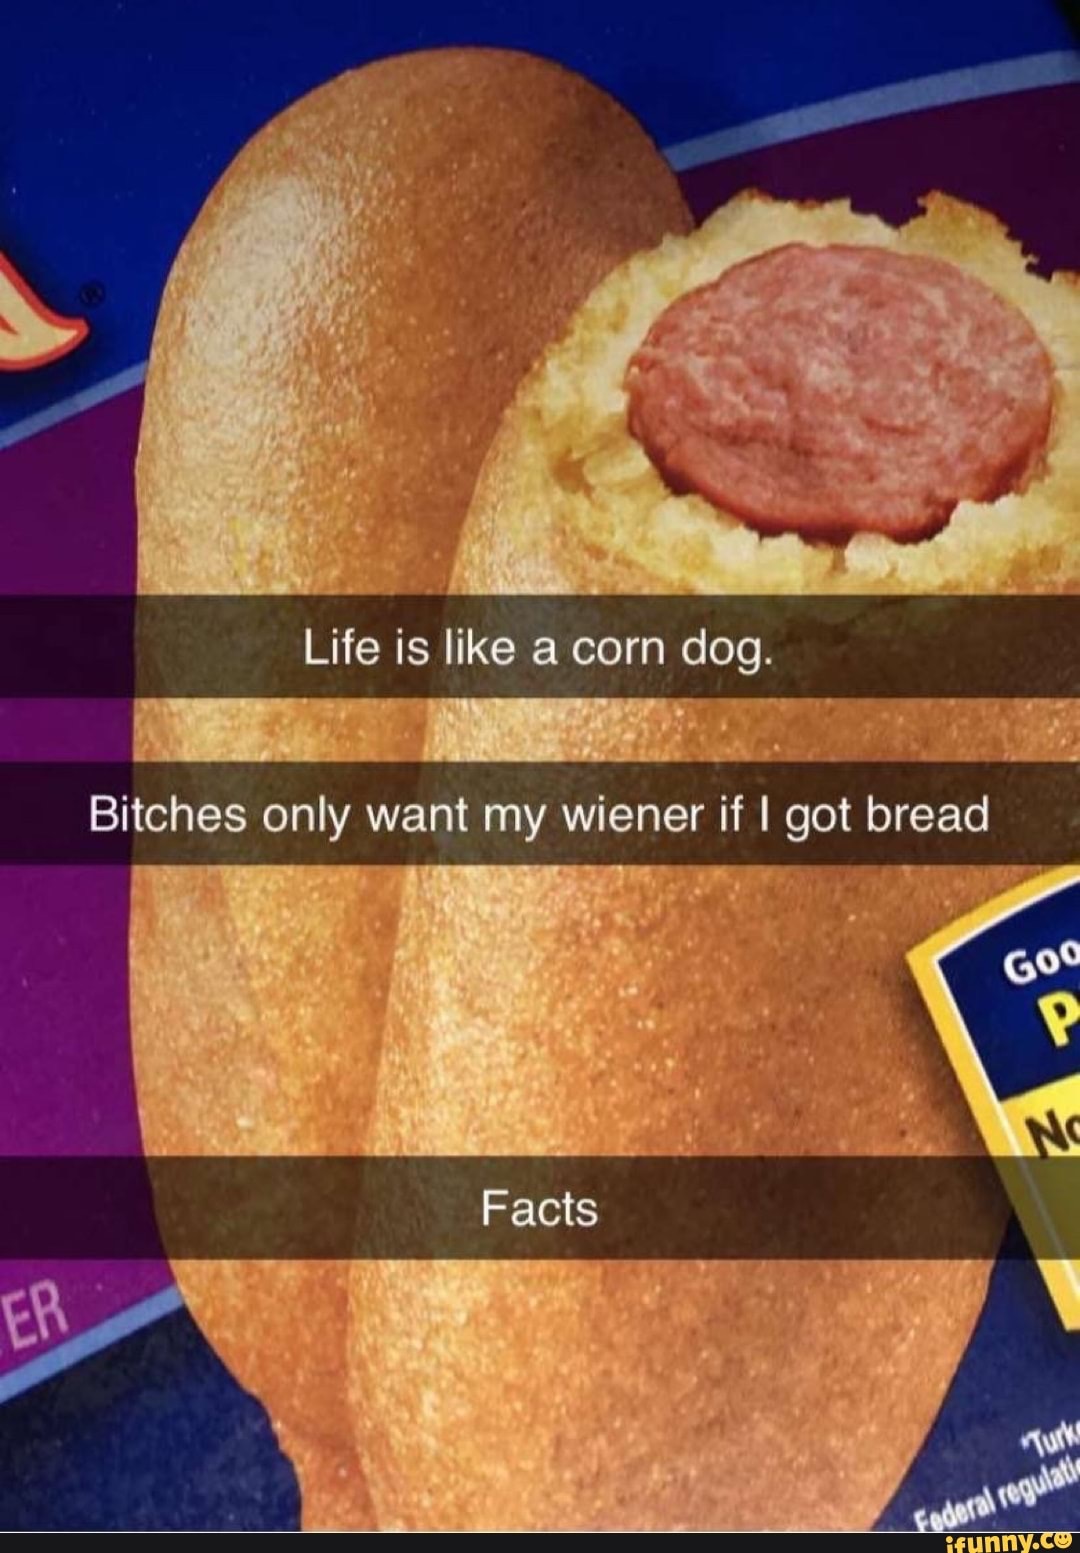 ®
Life is like a corn dog.
Bitches only want my wiener if I got bread
Goo
P
No
Facts
ER
*Turke
Federal regulati
ifunny.co